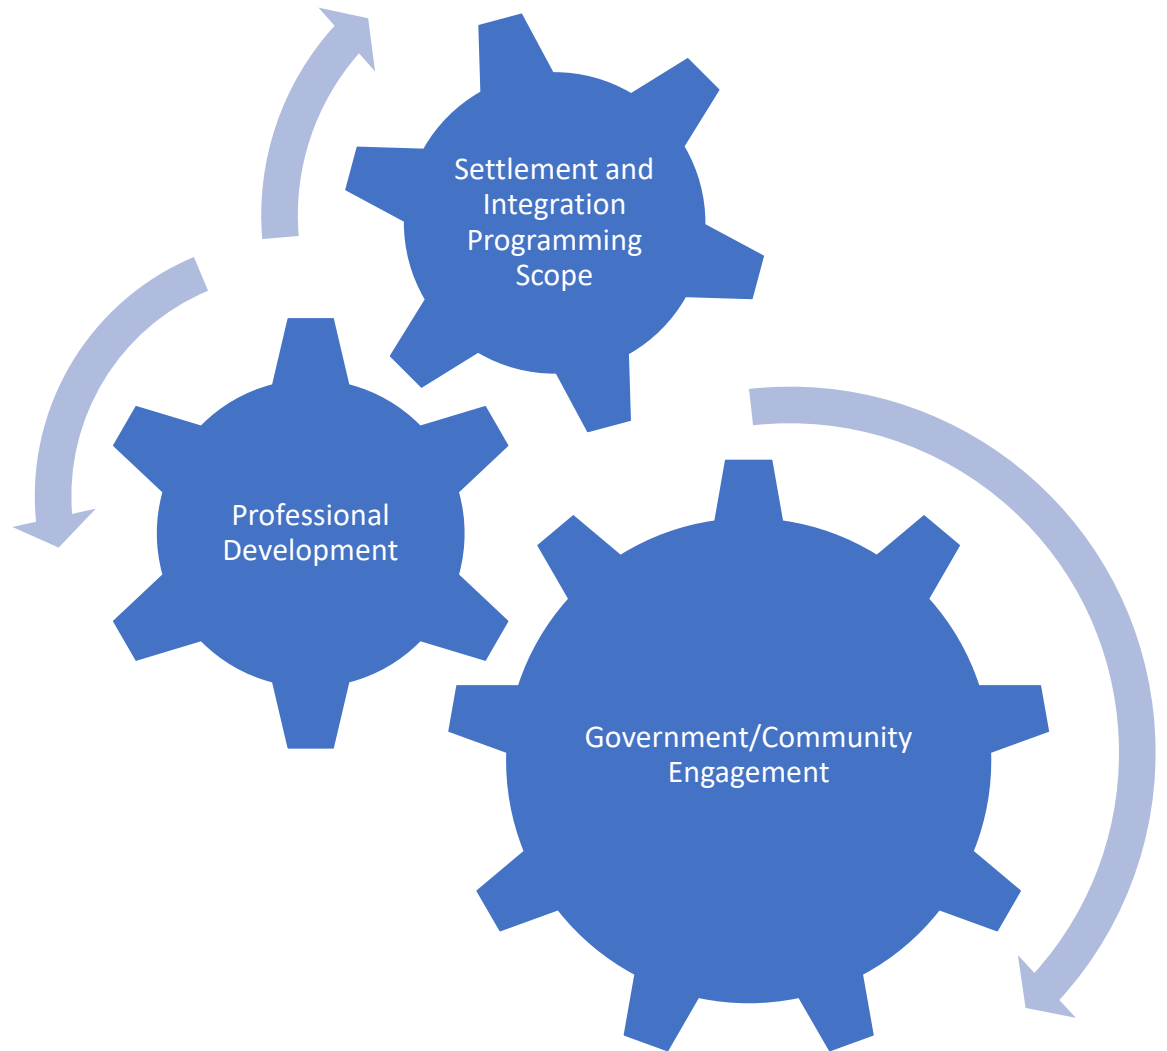 Settlement and
Integration
Programming
Scope
Professional
Development
Government/Community
Engagement